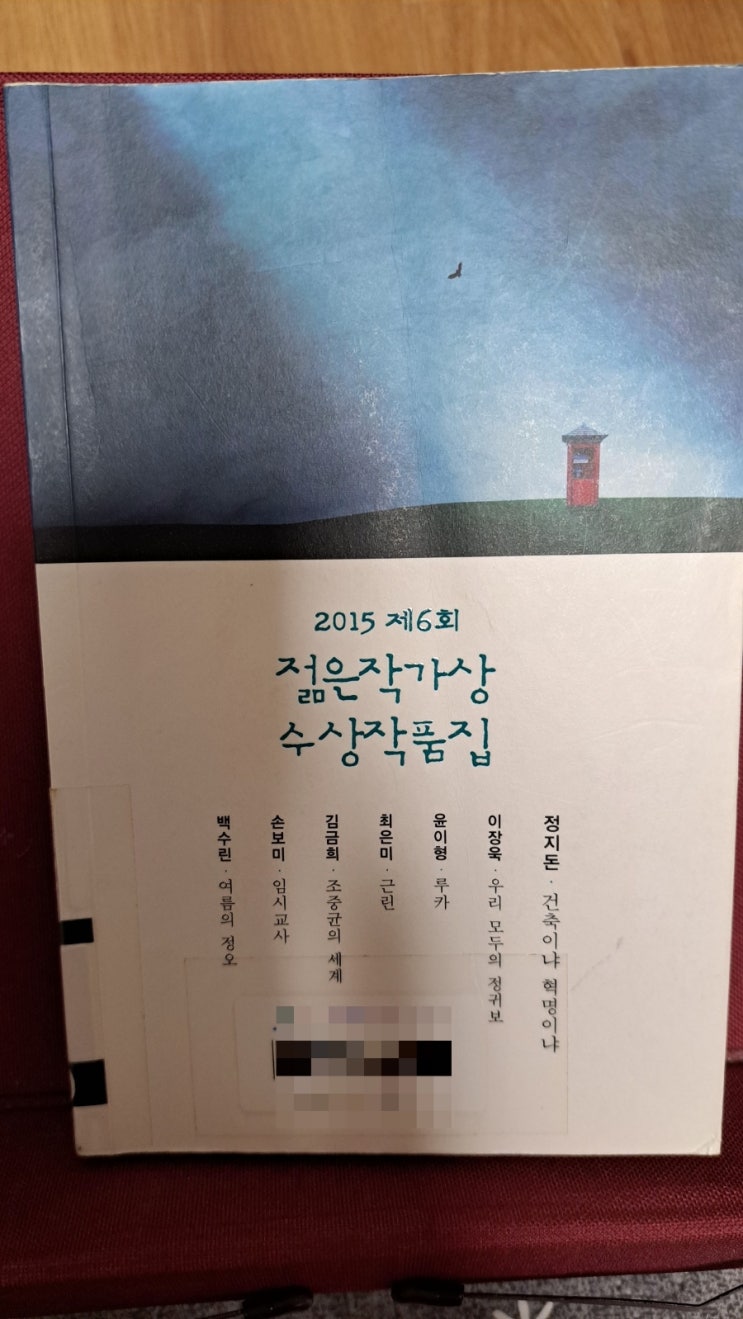 2015 제6회
젊은작가상
수상작품집
정지돈 · 건축이냐 혁명이냐
이장욱 · 우리 모두의 정귀보
윤이형 · 루카
최은미 · 근린
김금희 · 조중균의 세계
손보미 · 임시교사
백수린 · 여름의 정오